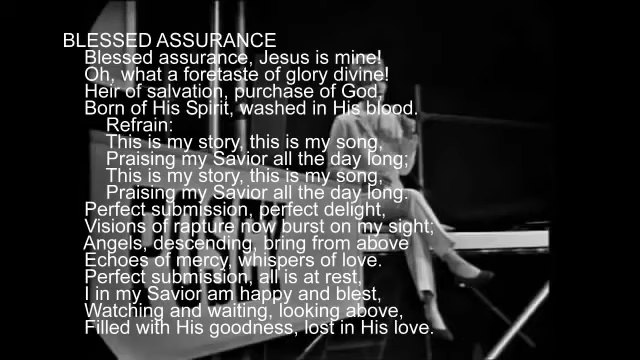 BLESSED ASSURANCE
Blessed assurance, Jesus is mine!
Oh, what a foretaste of glory divine!
Heir of salvation, purchase of God,
Born of His Spirit, washed in His blood.
Refrain:
This is my story, this is my song,
Praising my Savior all the day long;
This is my story, this is my song,
Praising my Savior all the day long.
Perfect submission, perfect delight,
Visions of rapture now burst on my sight;
Angels, descending, bring from above
Echoes of mercy, whispers of love.
Perfect submission, all is at rest,
I in my Savior am happy and blest,
Watching and waiting, looking above,
Filled with His goodness, lost in His love.